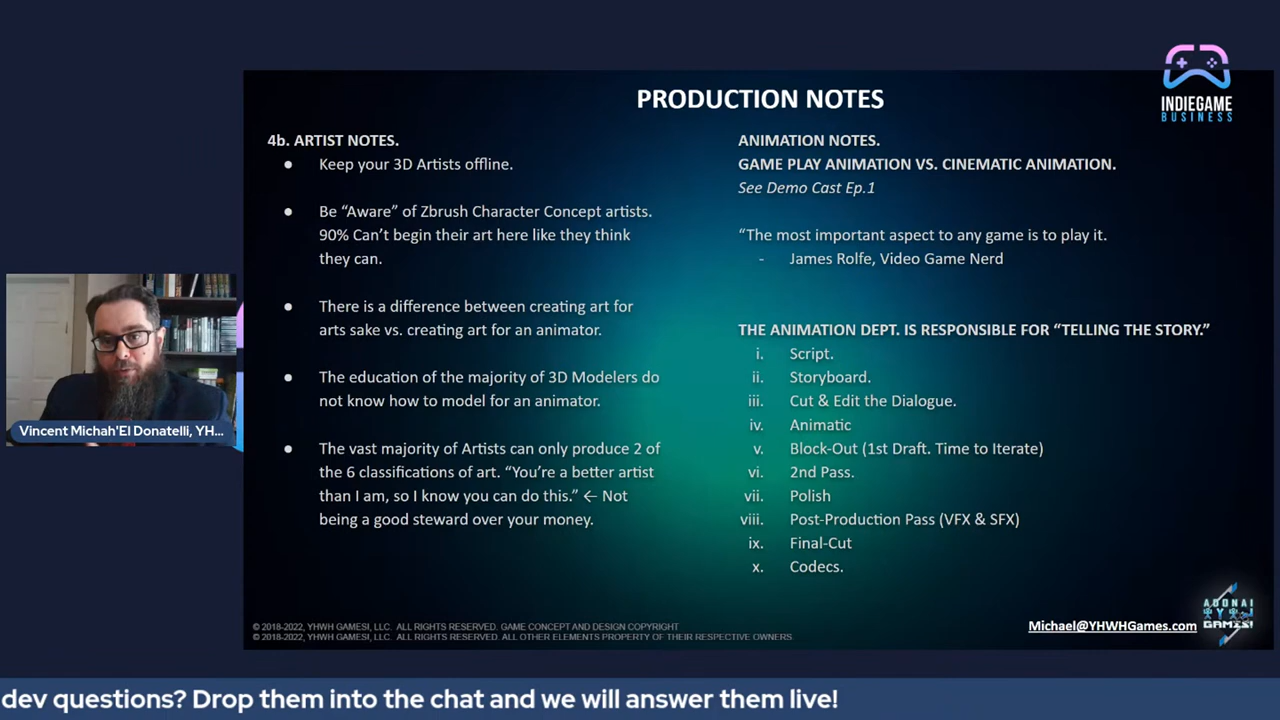 INDIEGAME
BUSINESS
PRODUCTION NOTES
4b. ARTIST NOTES.
● Keep your 3D Artists offline.
● Be “Aware” of Zbrush Character Concept artists.
90% Can’t begin their art here like they think
they can.
● There is a difference between creating art for
arts sake vs. creating art for an animator.
● The education of the majority of 3D Modelers do
not know how to model for an animator.
● The vast majority of Artists can only produce 2 of
the 6 classifications of art. “You’re a better artist
than I am, so I know you can do this.” ← Not
being a good steward over your money.
ANIMATION NOTES.
GAME PLAY ANIMATION VS. CINEMATIC ANIMATION.
See Demo Cast Ep.1
“The most important aspect to any game is to play it.
- James Rolfe, Video Game Nerd
THE ANIMATION DEPT. IS RESPONSIBLE FOR “TELLING THE STORY.”
i. Script.
ii. Storyboard.
iii. Cut & Edit the Dialogue.
iv. Animatic
v. Block-Out (1st Draft. Time to Iterate)
vi. 2nd Pass.
vii. Polish
viii. Post-Production Pass (VFX & SFX)
ix. Final-Cut
x. Codecs.
Vincent Michah'El Donatelli, YH...
© 2018-2022, YHWH GAMES!, LLC. ALL RIGHTS RESERVED. GAME CONCEPT AND DESIGN COPYRIGHT
© 2018-2022, YHWH GAMES!, LLC. ALL RIGHTS RESERVED. ALL OTHER ELEMENTS PROPERTY OF THEIR RESPECTIVE OWNERS.
Michael@YHWHGames.com
ADONAI
GAMES!
dev questions? Drop them into the chat and we will answer them live!